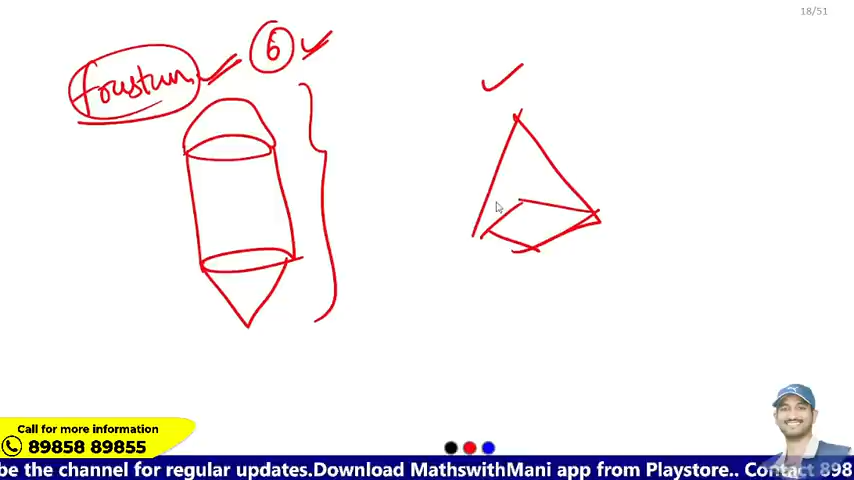 18/51
6
frustum
Call for more information
89858 89855
be the channel for regular updates.Download MathswithMani app from Playstore.. Contact 898